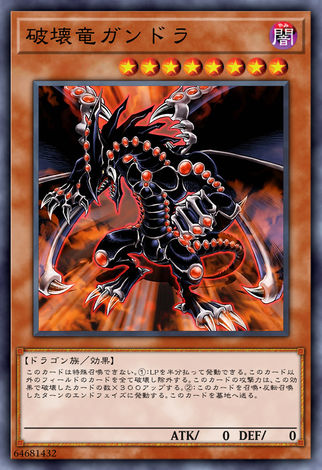 破壊竜ガンドラ
やみ
闇
【ドラゴン族/効果】
このカードは特殊召喚できない。①:LPを半分払って発動できる。このカード以
外のフィールドのカードを全て破壊し除外する。このカードの攻撃力は、この効
果で破壊したカードの数×３００アップする。②:このカードを召喚・反転召喚
したターンのエンドフェイズに発動する。このカードを墓地へ送る。
ATK/ 0 DEF/ 0
64681432